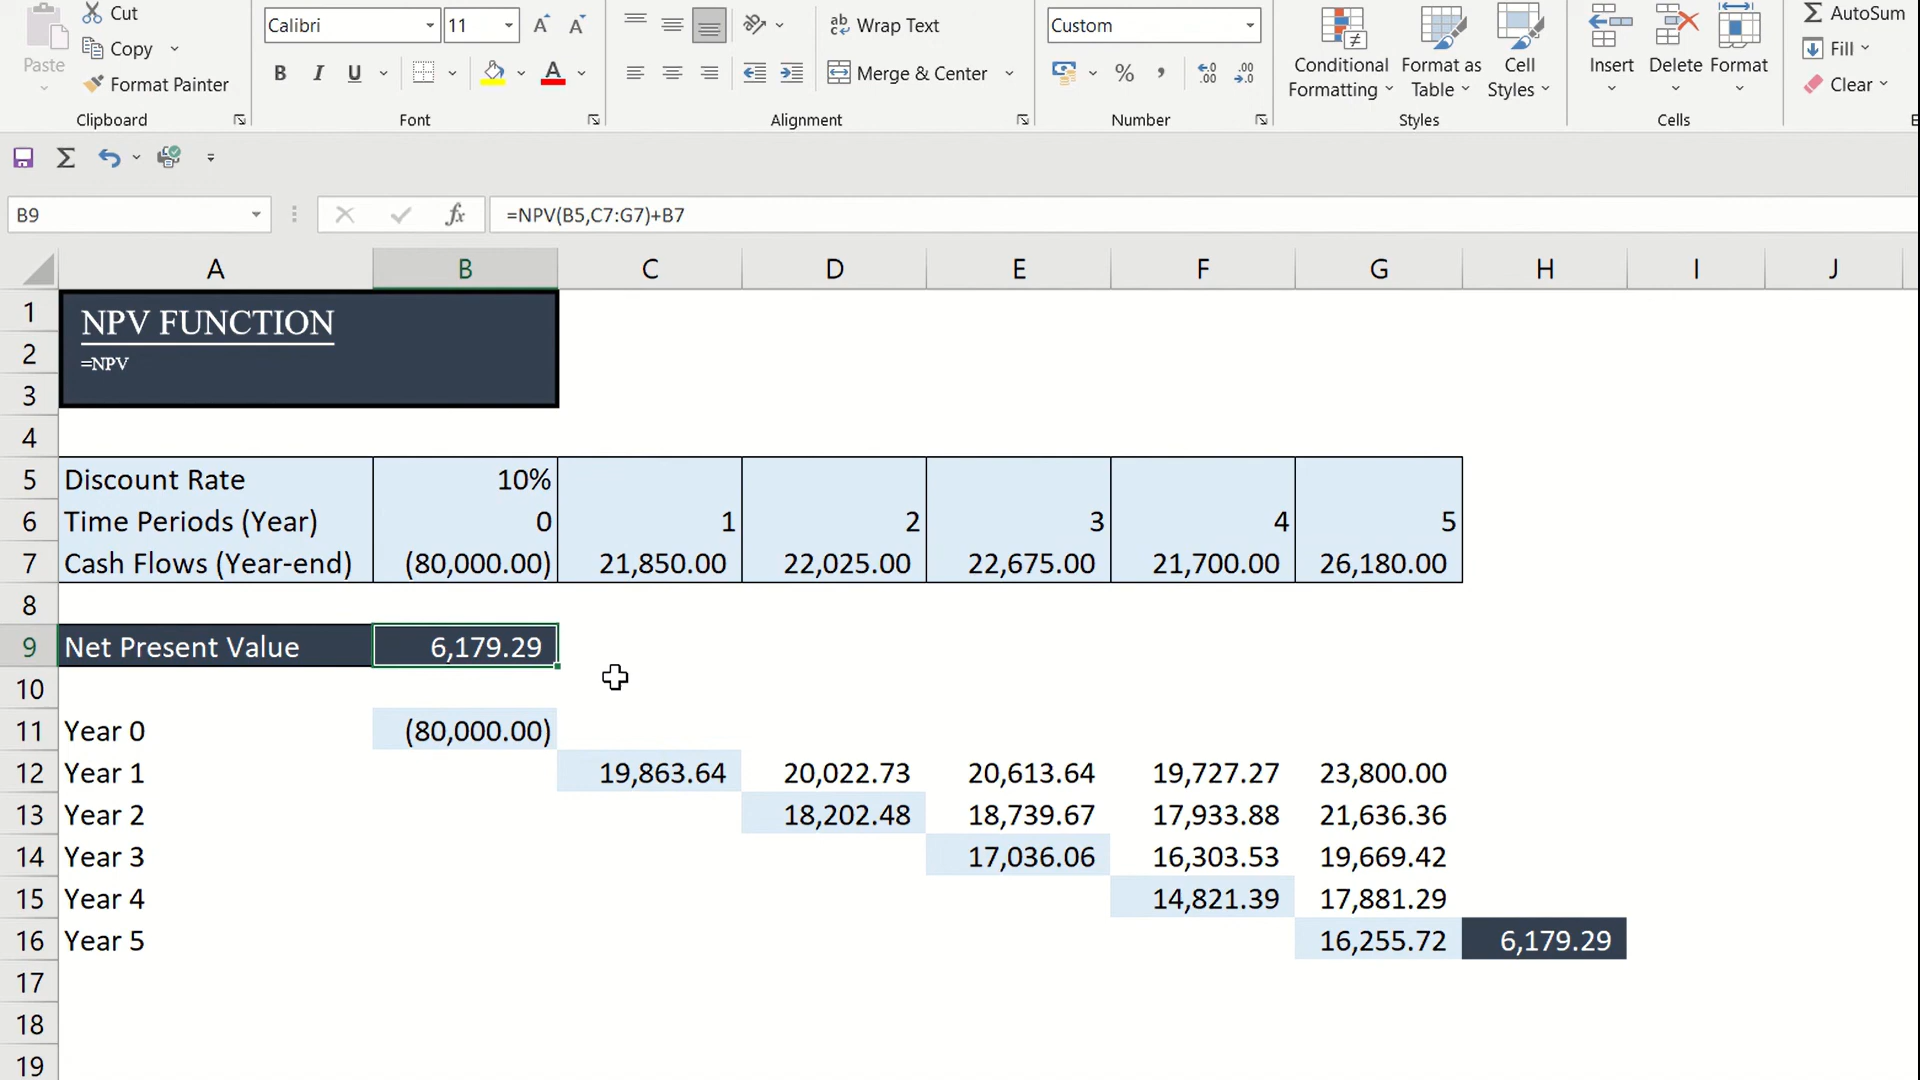 Cut
Copy
Paste
Format Painter
Clipboard
Calibri 11 A A
B I U A
Font
ab Wrap Text
Merge & Center
Alignment
Custom
% , .00 .0
Number
Conditional Formatting
Format as Table
Cell Styles
Styles
Insert Delete Format
Cells
Σ AutoSum
Fill
Clear
E
B9 fx =NPV(B5,C7:G7)+B7
A B C D E F G H I J
1 NPV FUNCTION
2 =NPV
3
4
5 Discount Rate 10%
6 Time Periods (Year) 0 1 2 3 4 5
7 Cash Flows (Year-end) (80,000.00) 21,850.00 22,025.00 22,675.00 21,700.00 26,180.00
8
9 Net Present Value 6,179.29
10
11 Year 0 (80,000.00)
12 Year 1 19,863.64 20,022.73 20,613.64 19,727.27 23,800.00
13 Year 2 18,202.48 18,739.67 17,933.88 21,636.36
14 Year 3 17,036.06 16,303.53 19,669.42
15 Year 4 14,821.39 17,881.29
16 Year 5 16,255.72 6,179.29
17
18
19